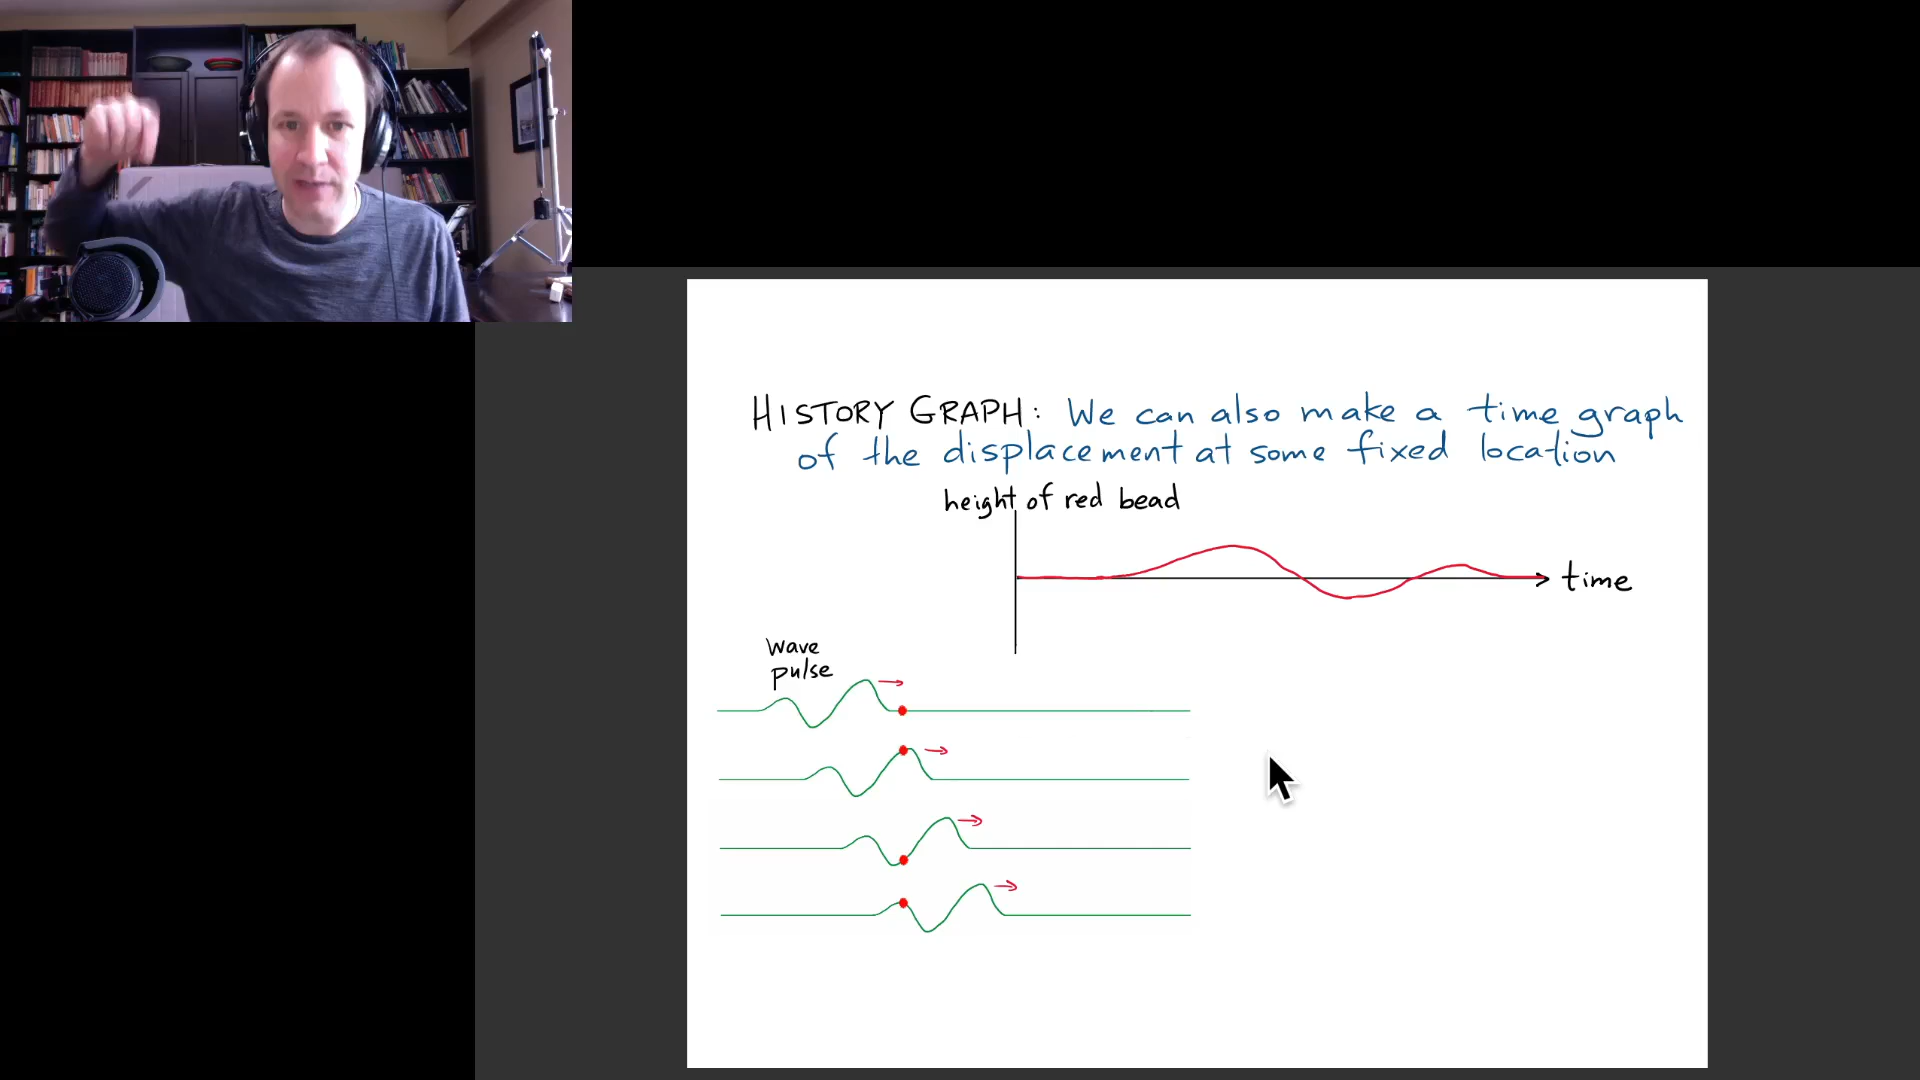 HISTORY GRAPH: We can also make a time graph
of the displacement at some fixed location
height of red bead
time
wave
pulse